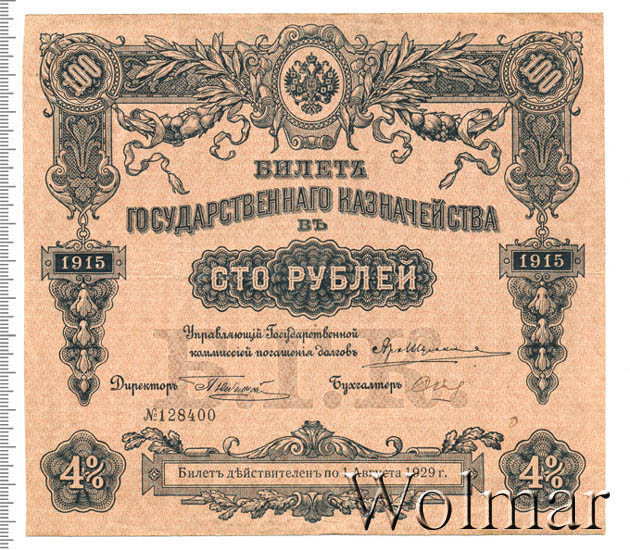 100 100
БИЛЕТЪ
ГОСУДАРСТВЕННАГО КАЗНАЧЕЙСТВА
ВЪ
1915 СТО РУБЛЕЙ 1915
Управляющій Государственной
коммиссіей погашенія долговъ
Директоръ Бухгалтеръ
№128400
4% 4%
Билетъ дѣйствителенъ по 1 Августа 1929 г.
Wolmar